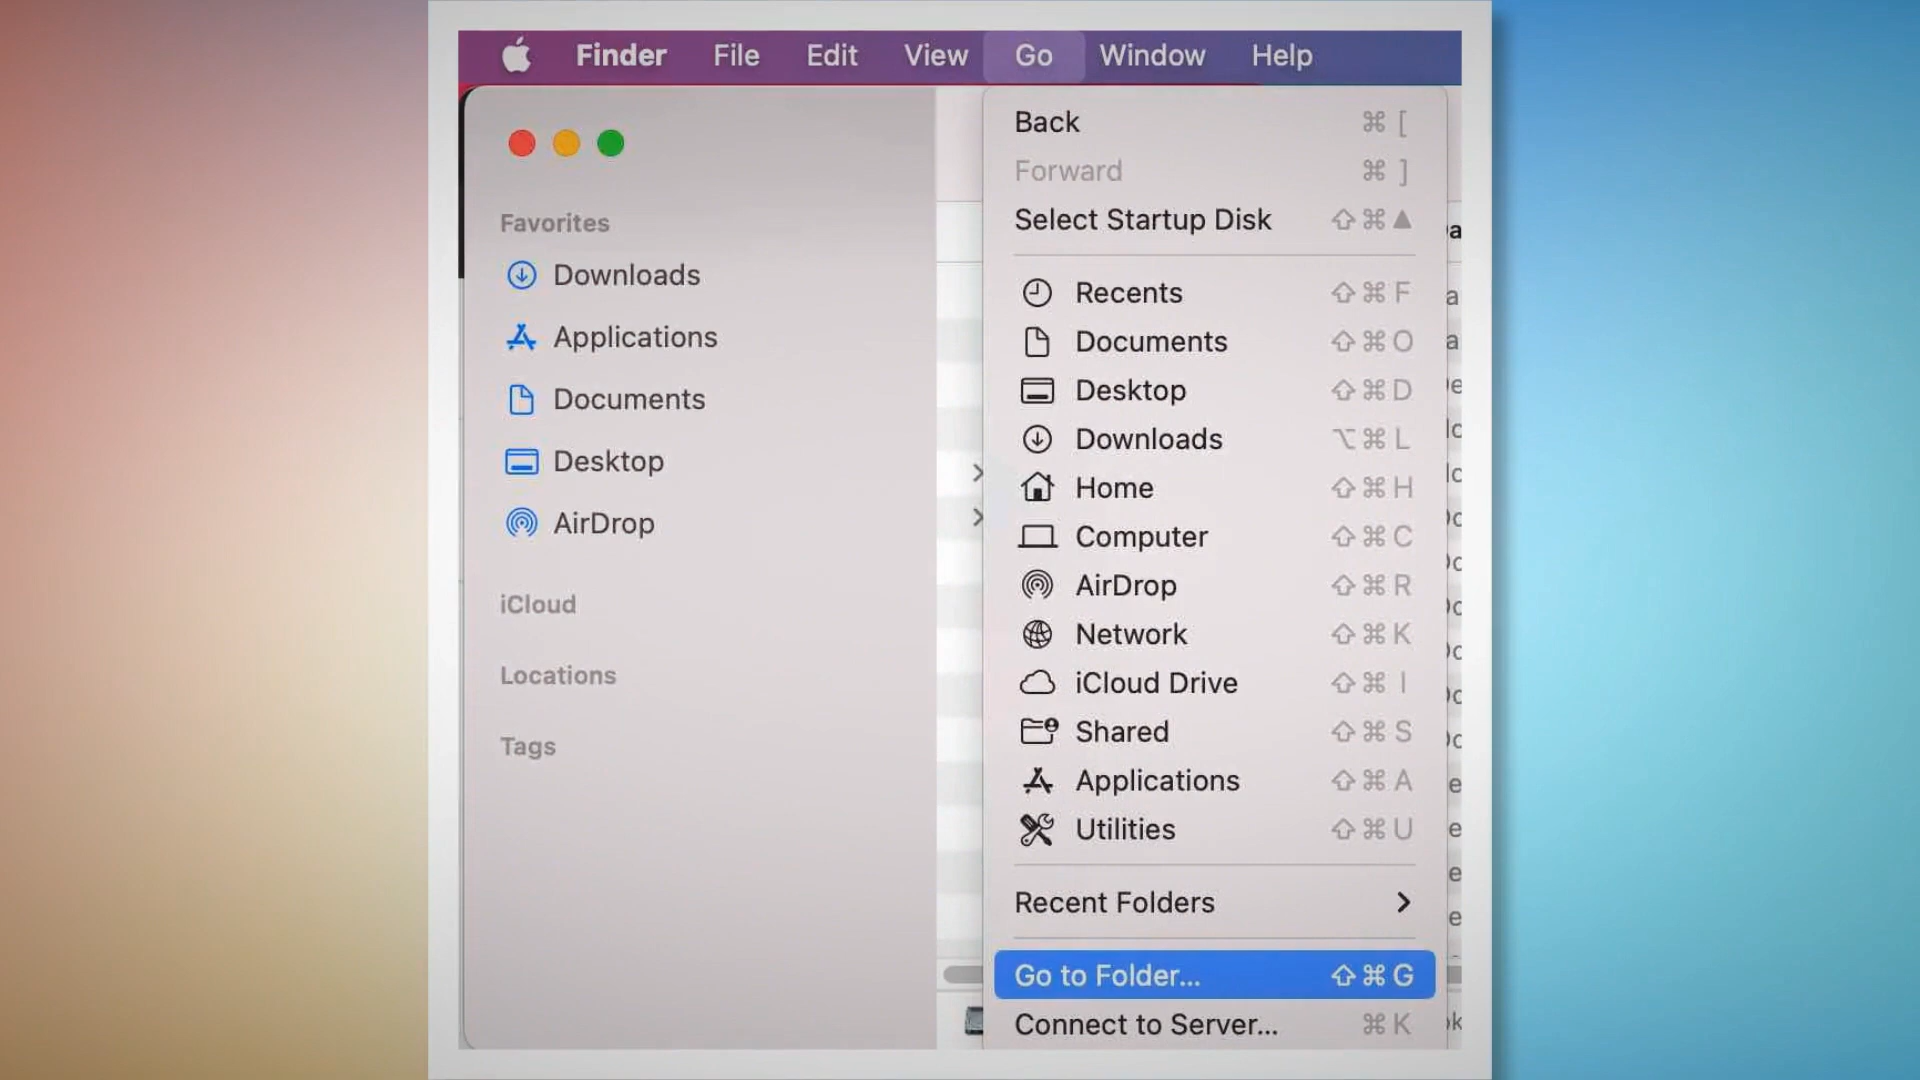 Finder File Edit View Go Window Help
Favorites
Downloads
Applications
Documents
Desktop
AirDrop
iCloud
Locations
Tags
Back ⌘ [
Forward ⌘ ]
Select Startup Disk ⇧⌘▲
Recents ⇧⌘F
Documents ⇧⌘O
Desktop ⇧⌘D
Downloads ⌥⌘L
Home ⇧⌘H
Computer ⇧⌘C
AirDrop ⇧⌘R
Network ⇧⌘K
iCloud Drive ⇧⌘I
Shared ⇧⌘S
Applications ⇧⌘A
Utilities ⇧⌘U
Recent Folders
Go to Folder... ⇧⌘G
Connect to Server... ⌘K